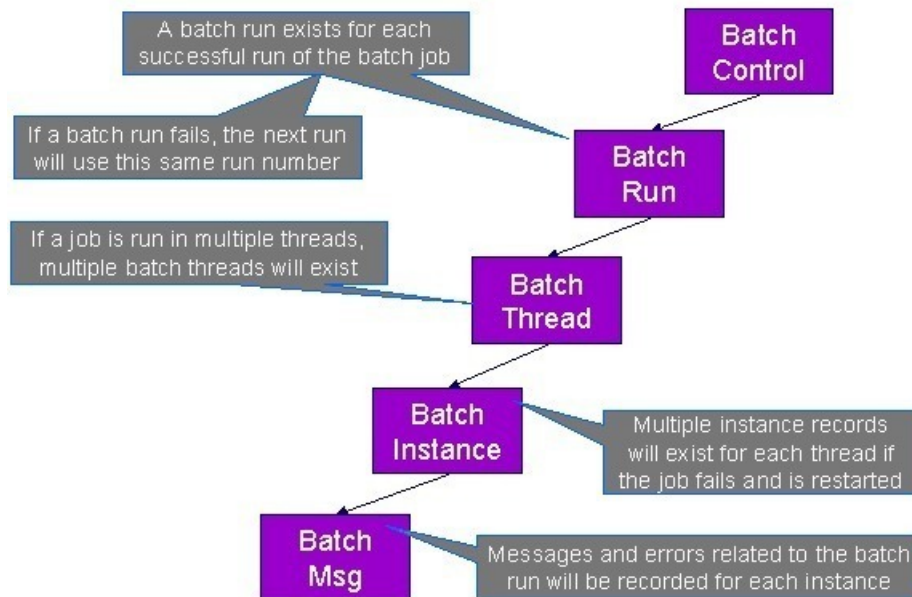 A batch run exists for each
successful run of the batch job
Batch
Control
If a batch run fails, the next run
will use this same run number
Batch
Run
If a job is run in multiple threads,
multiple batch threads will exist
Batch
Thread
Batch
Instance
Multiple instance records
will exist for each thread if
the job fails and is restarted
Batch
Msg
Messages and errors related to the batch
run will be recorded for each instance